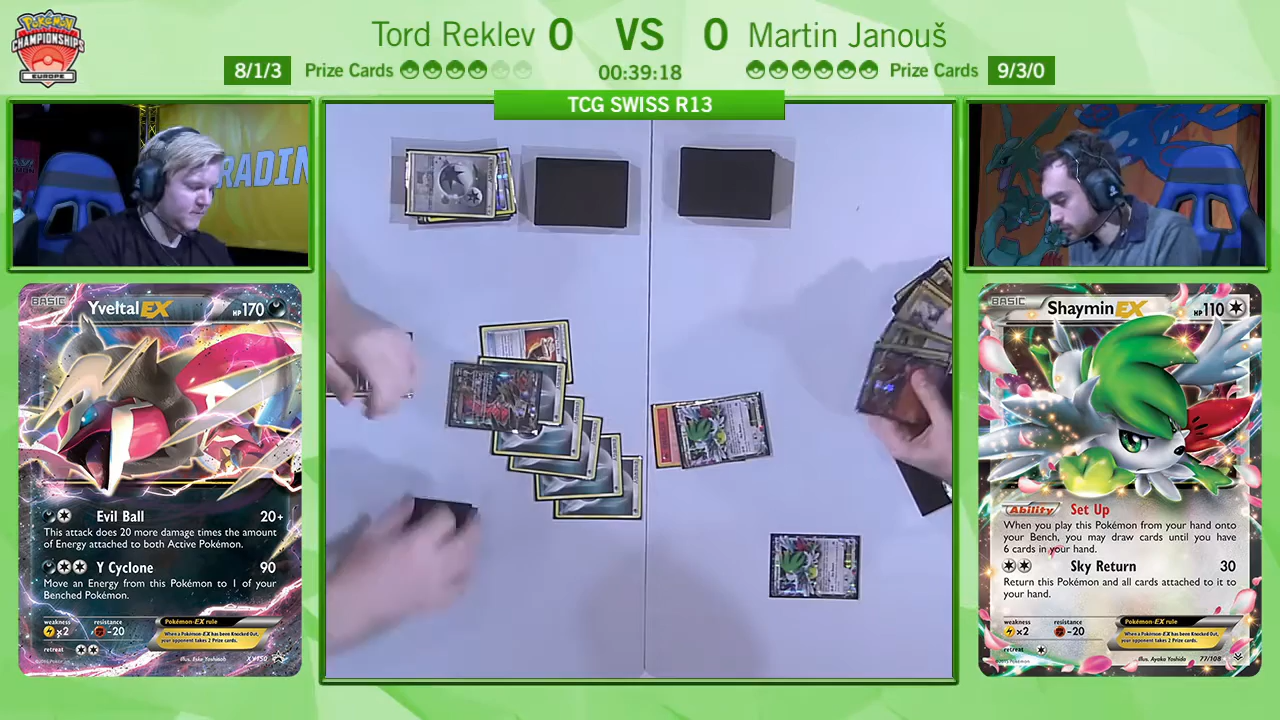 Pokémon
CHAMPIONSHIPS
EUROPE
Tord Reklev 0 VS 0 Martin Janouš
8/1/3 Prize Cards 00:39:18 Prize Cards 9/3/0
TCG SWISS R13
RADIN
BASIC
Yveltal EX HP 170
Evil Ball 20+
This attack does 20 more damage times the amount
of Energy attached to both Active Pokémon.
Y Cyclone 90
Move an Energy from this Pokémon to 1 of your
Benched Pokémon.
weakness resistance
×2 -20
retreat
Pokémon-EX rule
When a Pokémon-EX has been Knocked Out,
your opponent takes 2 Prize cards.
XY150
BASIC
Shaymin EX HP 110
Ability Set Up
When you play this Pokémon from your hand onto
your Bench, you may draw cards until you have
6 cards in your hand.
Sky Return 30
Return this Pokémon and all cards attached to it to
your hand.
weakness resistance
×2 -20
retreat
Pokémon-EX rule
When a Pokémon-EX has been Knocked Out,
your opponent takes 2 Prize cards.
Illus. Ayaka Yoshida 77/108